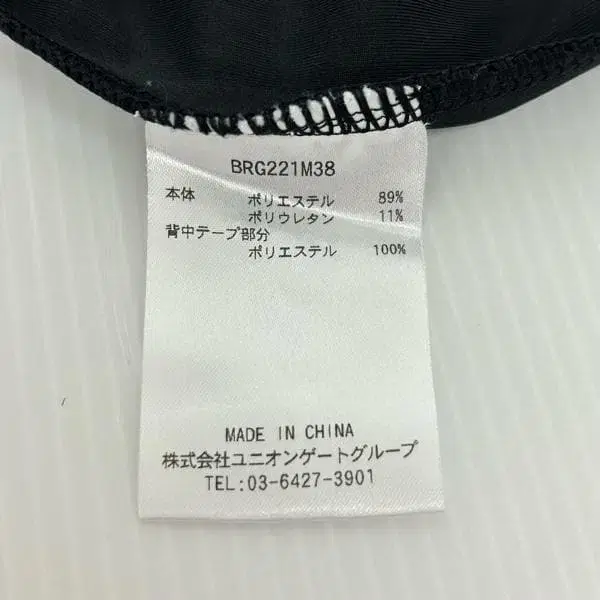 BRG221M38
本体 ポリエステル 89%
ポリウレタン 11%
背中テープ部分
ポリエステル 100%
MADE IN CHINA
株式会社ユニオンゲートグループ
TEL:03-6427-3901